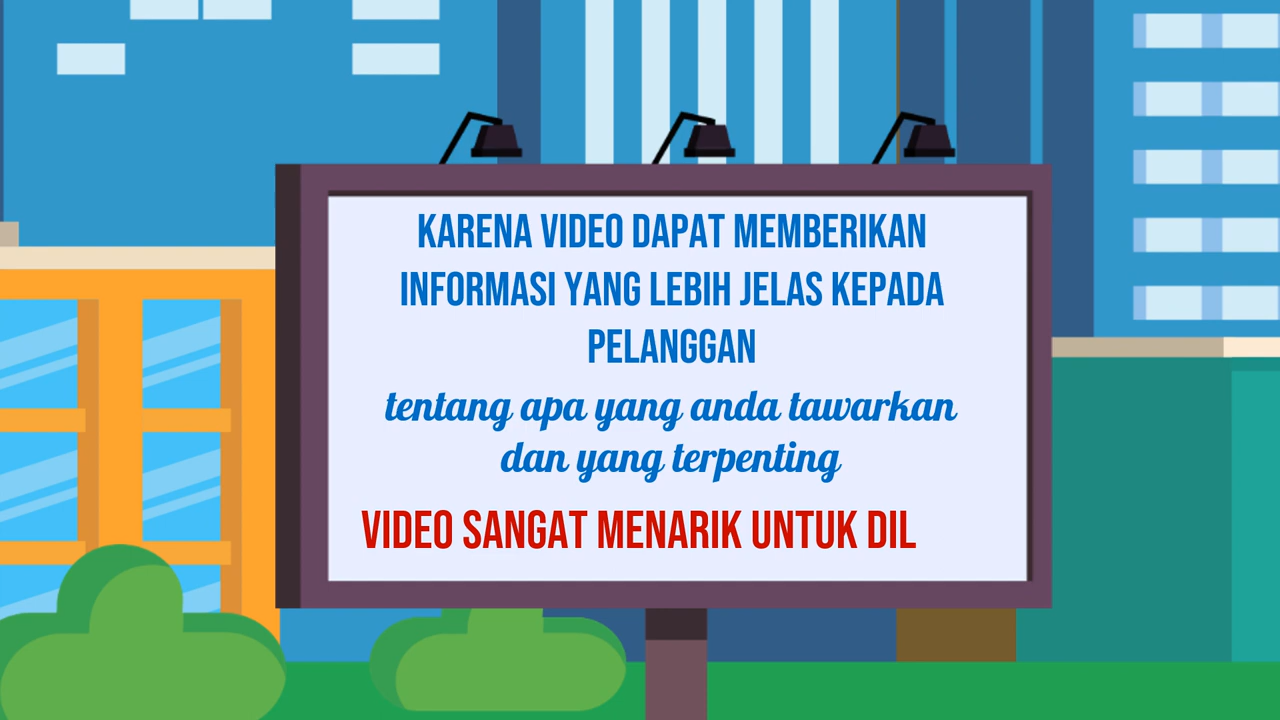 KARENA VIDEO DAPAT MEMBERIKAN
INFORMASI YANG LEBIH JELAS KEPADA
PELANGGAN
tentang apa yang anda tawarkan
dan yang terpenting
VIDEO SANGAT MENARIK UNTUK DIL